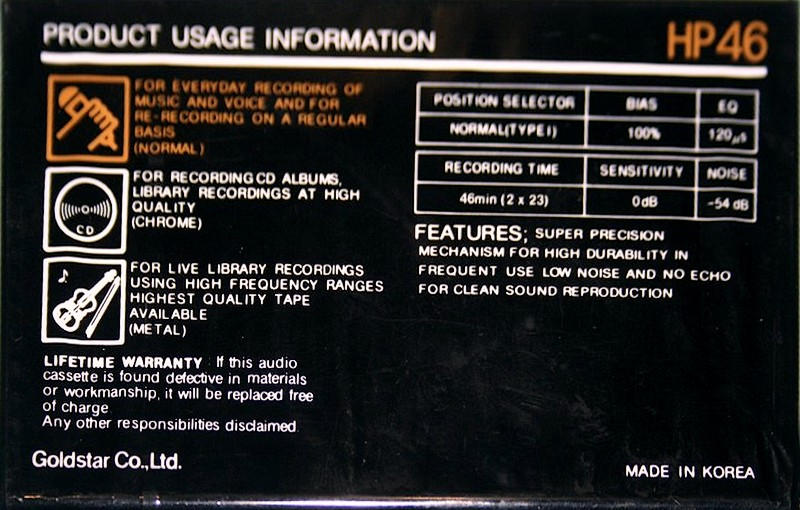 PRODUCT USAGE INFORMATION
HP46
FOR EVERYDAY RECORDING OF
MUSIC AND VOICE AND FOR
RE-RECORDING ON A REGULAR
BASIS
(NORMAL)
CD
FOR RECORDING CD ALBUMS,
LIBRARY RECORDINGS AT HIGH
QUALITY
(CHROME)
FOR LIVE LIBRARY RECORDINGS
USING HIGH FREQUENCY RANGES
HIGHEST QUALITY TAPE
AVAILABLE
(METAL)
LIFETIME WARRANTY If this audio
cassette is found defective in materials
or workmanship, it will be replaced free
of charge
Any other responsibilities disclaimed
Goldstar Co.,Ltd.
POSITION SELECTOR BIAS EQ
NORMAL(TYPE I) 100% 120µs
RECORDING TIME SENSITIVITY NOISE
46min (2 x 23) 0dB -54 dB
FEATURES; SUPER PRECISION
MECHANISM FOR HIGH DURABILITY IN
FREQUENT USE LOW NOISE AND NO ECHO
FOR CLEAN SOUND REPRODUCTION
MADE IN KOREA